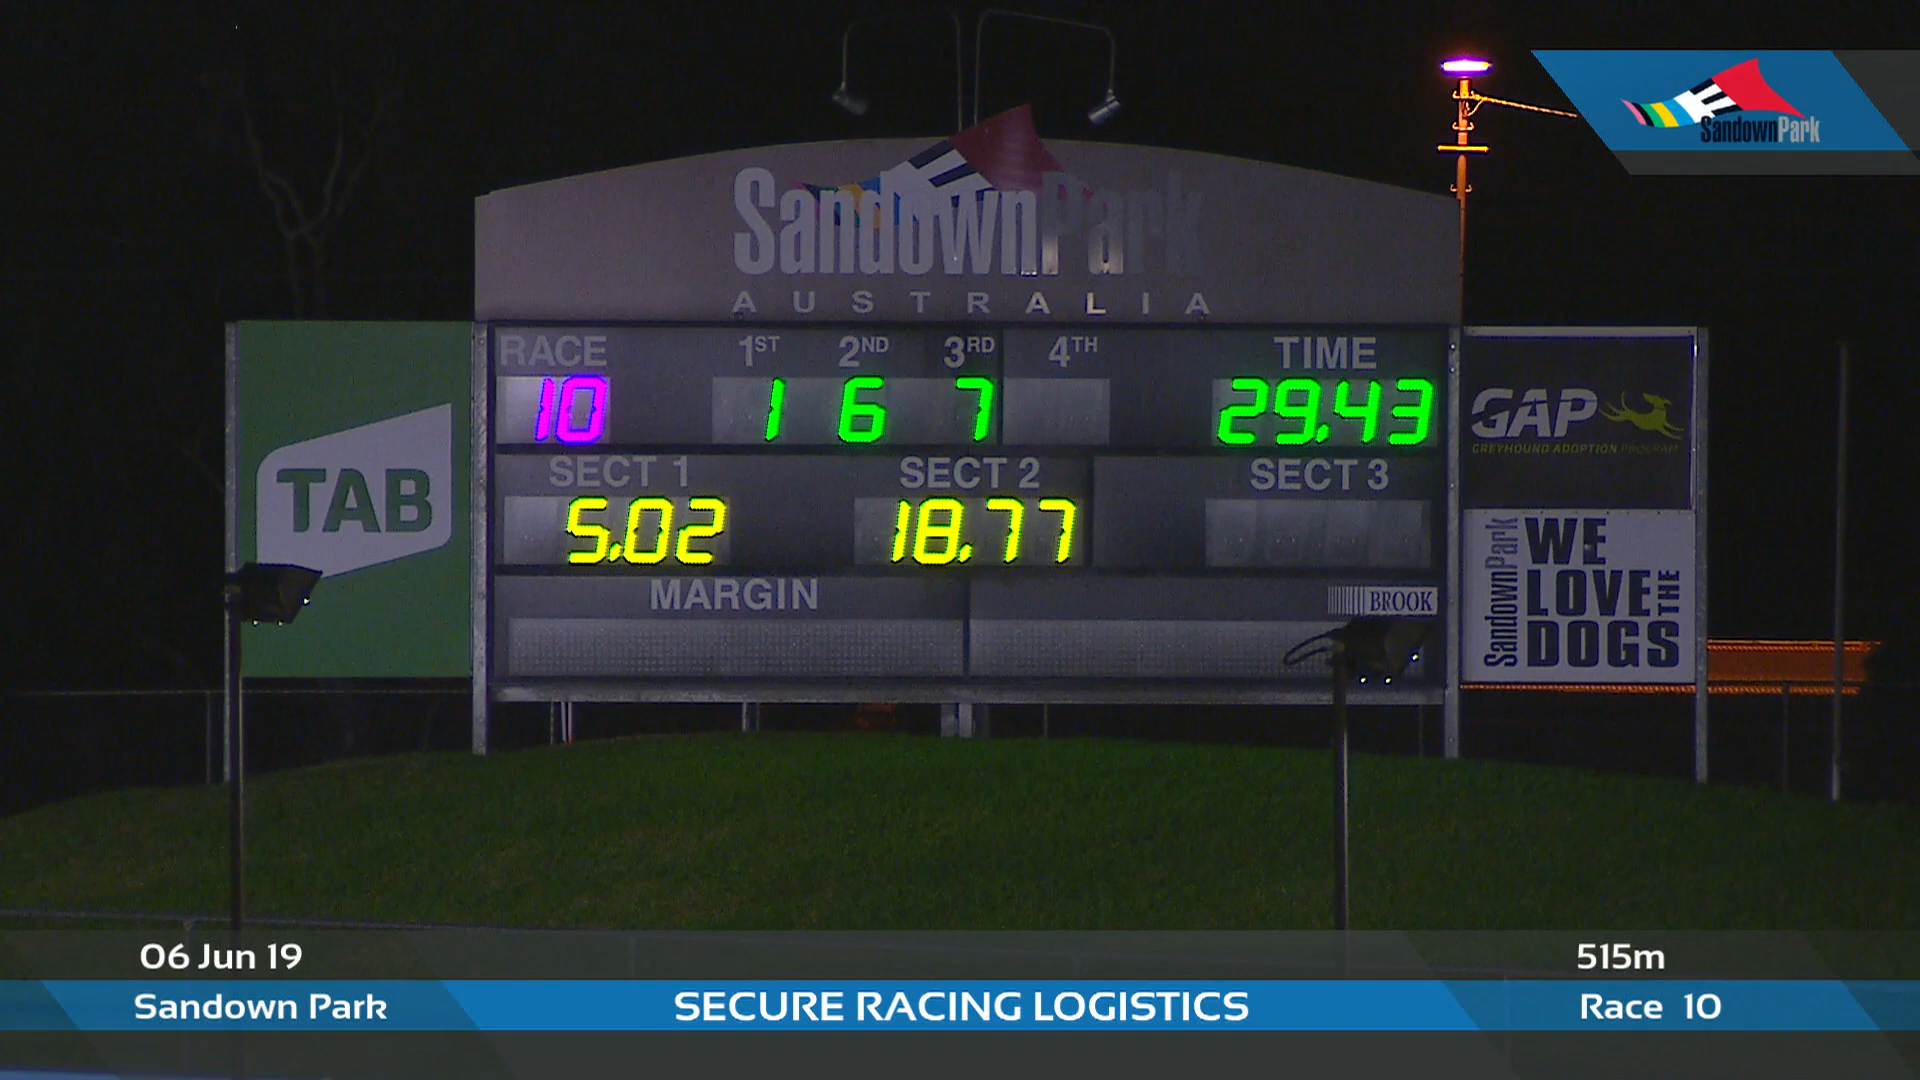 SandownPark
SandownPark
AUSTRALIA
RACE 1ST 2ND 3RD 4TH TIME
10 1 6 7 29.43
SECT 1 SECT 2 SECT 3
5.02 18.77
MARGIN
BROOK
TAB
GAP
GREYHOUND ADOPTION PROGRAM
SandownPark
WE
LOVE THE
DOGS
06 Jun 19 515m
Sandown Park SECURE RACING LOGISTICS Race 10